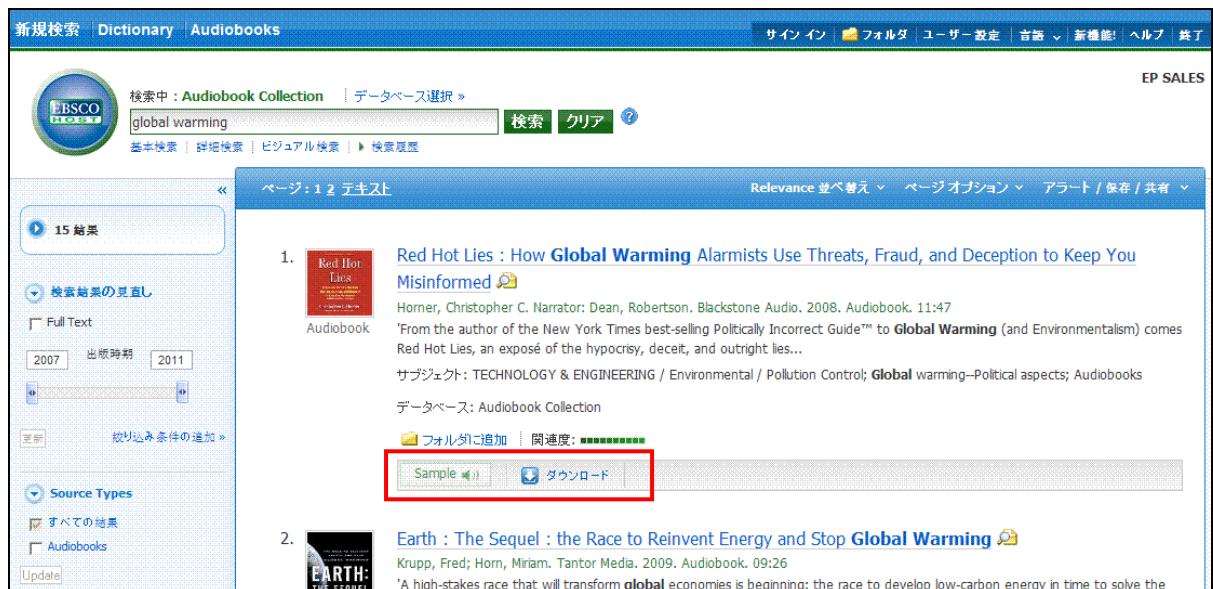 新規検索 Dictionary Audiobooks
サイン イン フォルダ ユーザー設定 言語 新機能! ヘルプ 終了
EP SALES
EBSCO
HOST
検索中 : Audiobook Collection データベース選択 »
global warming 検索 クリア ?
基本検索 詳細検索 ビジュアル検索 検索履歴
«
15 結果
検索結果の見直し
Full Text
出版時期
2007 2011
更新 絞り込み条件の追加 »
Source Types
すべての結果
Audiobooks
Update
ページ : 1 2 テキスト Relevance 並べ替え ページ オプション アラート / 保存 / 共有
1.
Red Hot
Lies
Audiobook
Red Hot Lies : How Global Warming Alarmists Use Threats, Fraud, and Deception to Keep You
Misinformed
Horner, Christopher C. Narrator: Dean, Robertson. Blackstone Audio. 2008. Audiobook. 11:47
'From the author of the New York Times best-selling Politically Incorrect Guide™ to Global Warming (and Environmentalism) comes
Red Hot Lies, an exposé of the hypocrisy, deceit, and outright lies...
サブジェクト: TECHNOLOGY & ENGINEERING / Environmental / Pollution Control; Global warming--Political aspects; Audiobooks
データベース: Audiobook Collection
フォルダに追加 関連度:
Sample ダウンロード
2.
EARTH:
THE SEQUEL
Earth : The Sequel : the Race to Reinvent Energy and Stop Global Warming
Krupp, Fred; Horn, Miriam. Tantor Media. 2009. Audiobook. 09:26
'A high-stakes race that will transform global economies is beginning: the race to develop low-carbon energy in time to solve the